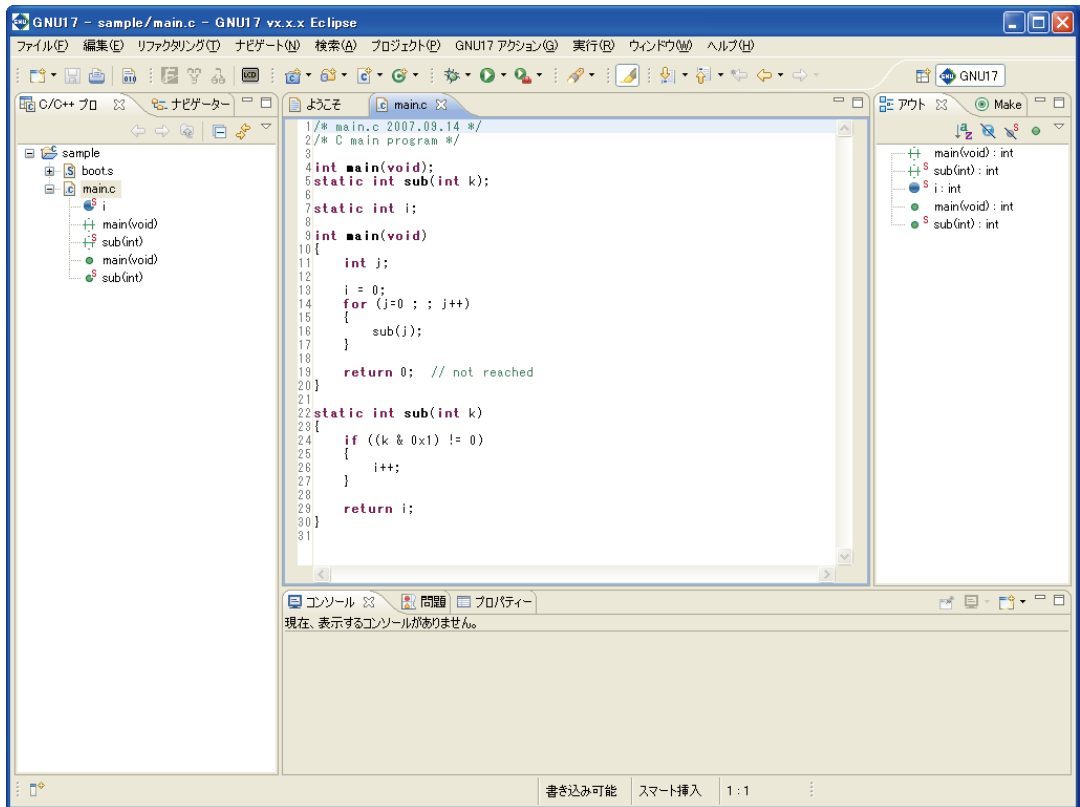 GNU17 - sample/main.c - GNU17 vx.x.x Eclipse
ファイル(F) 編集(E) リファクタリング(T) ナビゲート(N) 検索(A) プロジェクト(P) GNU17 アクション(G) 実行(R) ウィンドウ(W) ヘルプ(H)
GNU17
C/C++ プロ
ナビゲーター
sample
boot.s
main.c
i
main(void)
sub(int)
main(void)
sub(int)
ようこそ
main.c
1 /* main.c 2007.09.14 */
2 /* C main program */
3
4 int main(void);
5 static int sub(int k);
6
7 static int i;
8
9 int main(void)
10 {
11 int j;
12
13 i = 0;
14 for (j=0 ; ; j++)
15 {
16 sub(j);
17 }
18
19 return 0; // not reached
20 }
21
22 static int sub(int k)
23 {
24 if ((k & 0x1) != 0)
25 {
26 i++;
27 }
28
29 return i;
30 }
31
アウト
Make
main(void) : int
sub(int) : int
i : int
main(void) : int
sub(int) : int
コンソール
問題
プロパティー
現在、表示するコンソールがありません。
書き込み可能
スマート挿入
1 : 1